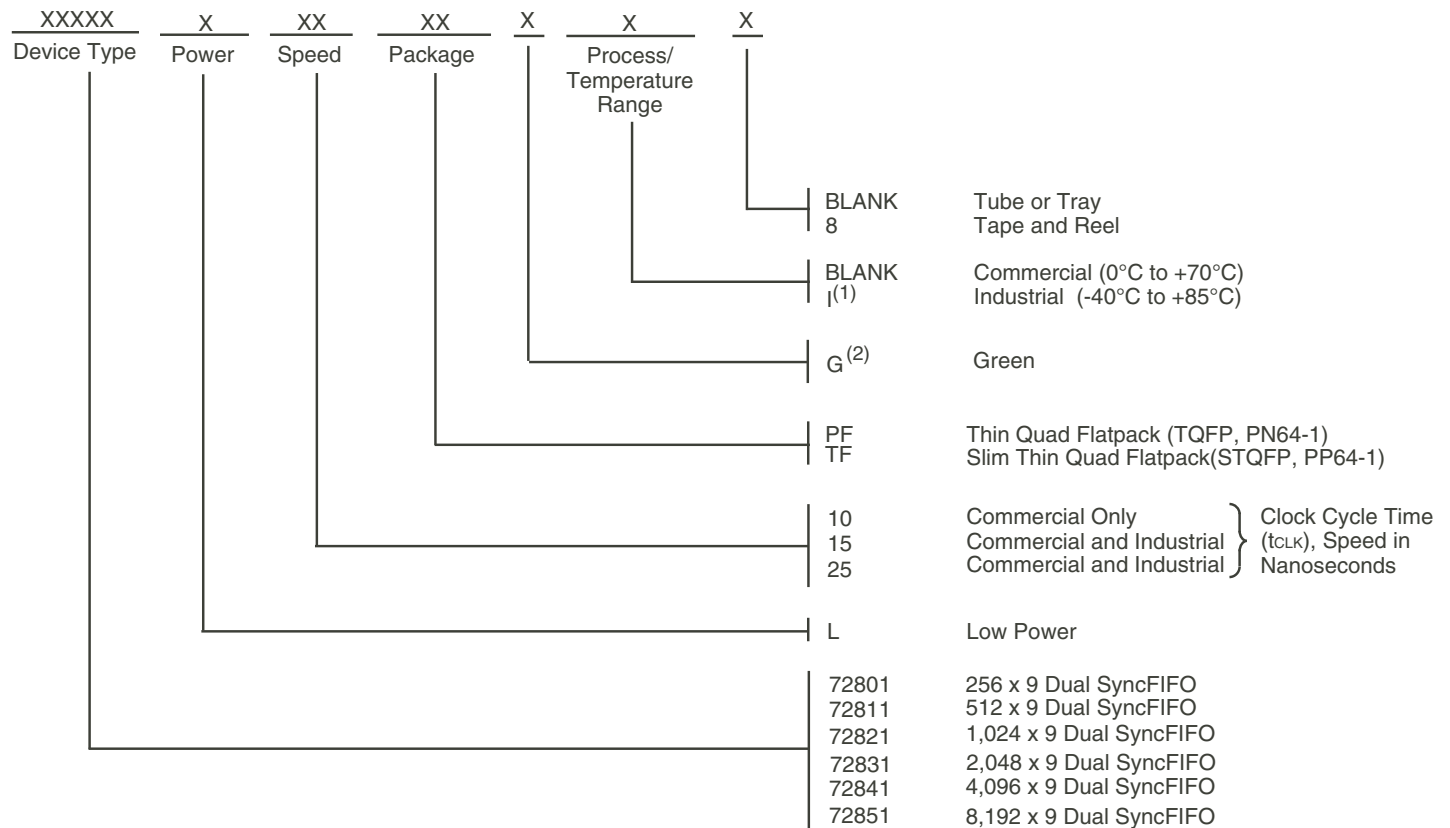 XXXXX X XX XX X X X
Device Type Power Speed Package Process/
Temperature
Range
BLANK Tube or Tray
8 Tape and Reel
BLANK Commercial (0°C to +70°C)
I(1) Industrial (-40°C to +85°C)
G(2) Green
PF Thin Quad Flatpack (TQFP, PN64-1)
TF Slim Thin Quad Flatpack(STQFP, PP64-1)
10 Commercial Only Clock Cycle Time
15 Commercial and Industrial (tCLK), Speed in
25 Commercial and Industrial Nanoseconds
L Low Power
72801 256 x 9 Dual SyncFIFO
72811 512 x 9 Dual SyncFIFO
72821 1,024 x 9 Dual SyncFIFO
72831 2,048 x 9 Dual SyncFIFO
72841 4,096 x 9 Dual SyncFIFO
72851 8,192 x 9 Dual SyncFIFO